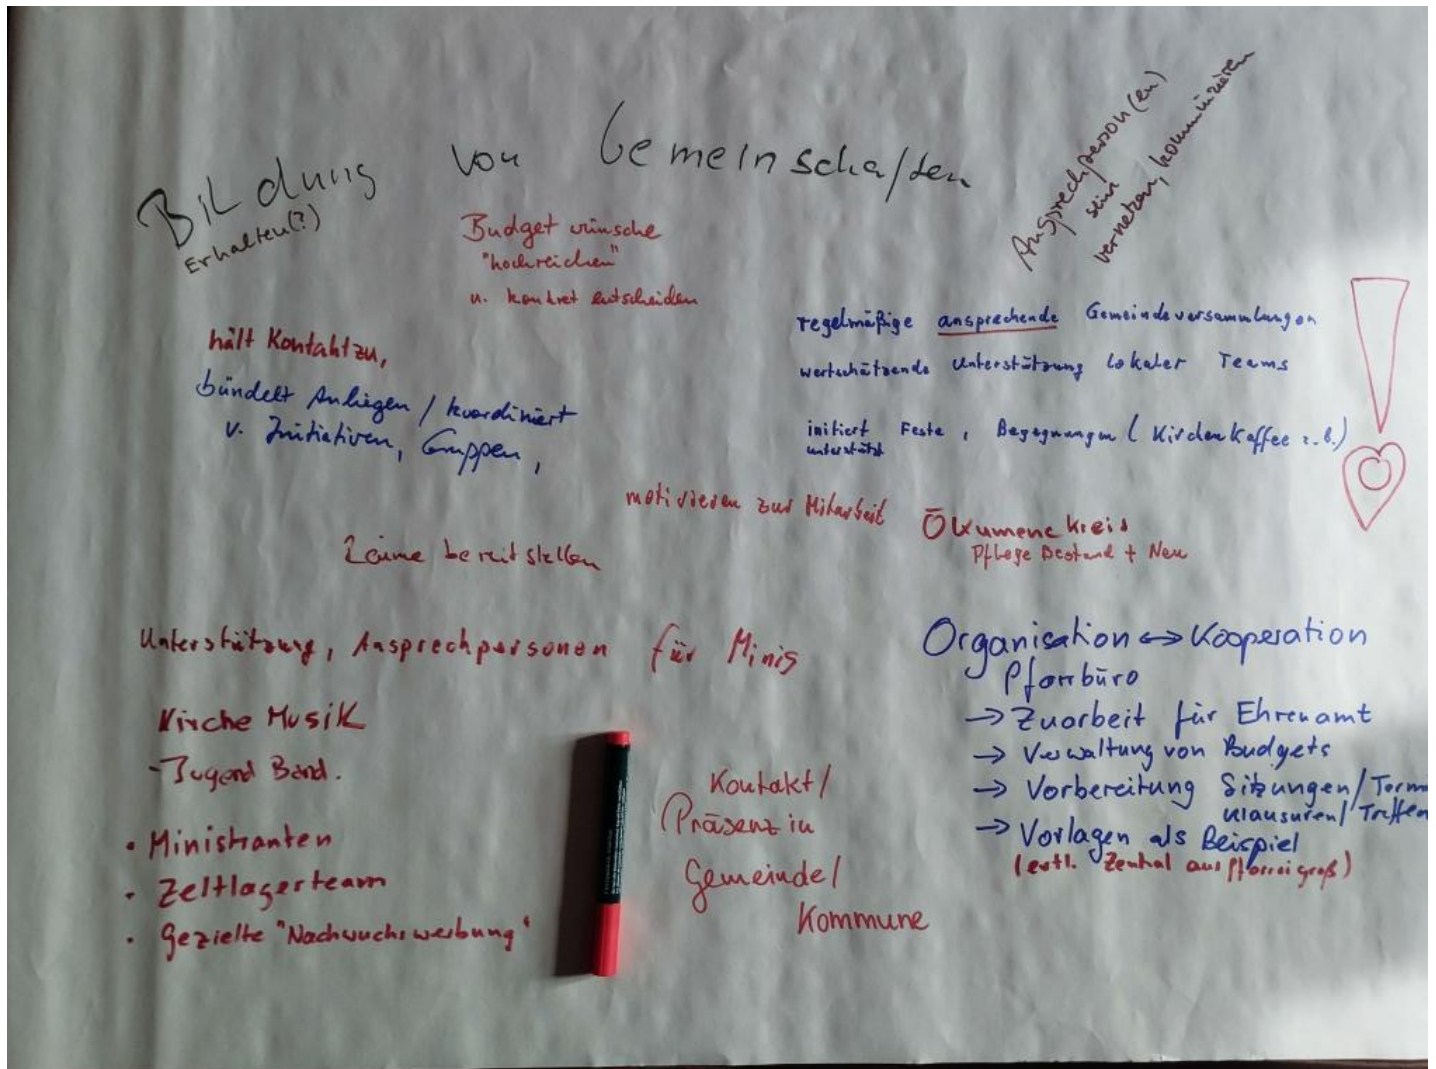 Bildung von Gemeinschaften
Erhalten(?)
Ansprechperson(en)
sein
vernetzen, kommunizieren
Budget wünsche
"hochreichen"
u. konkret entscheiden
hält Kontakt zu,
bündelt Anliegen / koordiniert
v. Initiativen, Gruppen,
regelmäßige ansprechende Gemeindeversammlungen
wertschätzende Unterstützung lokaler Teams
initiert Feste, Begegnungen (Kirchenkaffee z.B.)
unterstützt
motivieren zur Mitarbeit
Ökumene Kreis
Pflege Bestand + Neu
Räume bereitstellen
Unterstützung, Ansprechpersonen für Minis
Kirche Musik
- Jugend Band.
• Ministranten
• Zeltlagerteam
• Gezielte "Nachwuchswerbung"
Kontakt/
Präsenz in
Gemeinde/
Kommune
Organisation <-> Kooperation
Pfarrbüro
-> Zuarbeit für Ehrenamt
-> Verwaltung von Budgets
-> Vorbereitung Sitzungen/Term
Klausuren/Treffen
-> Vorlagen als Beispiel
(evtl. Zentral aus Pfarrei groß)